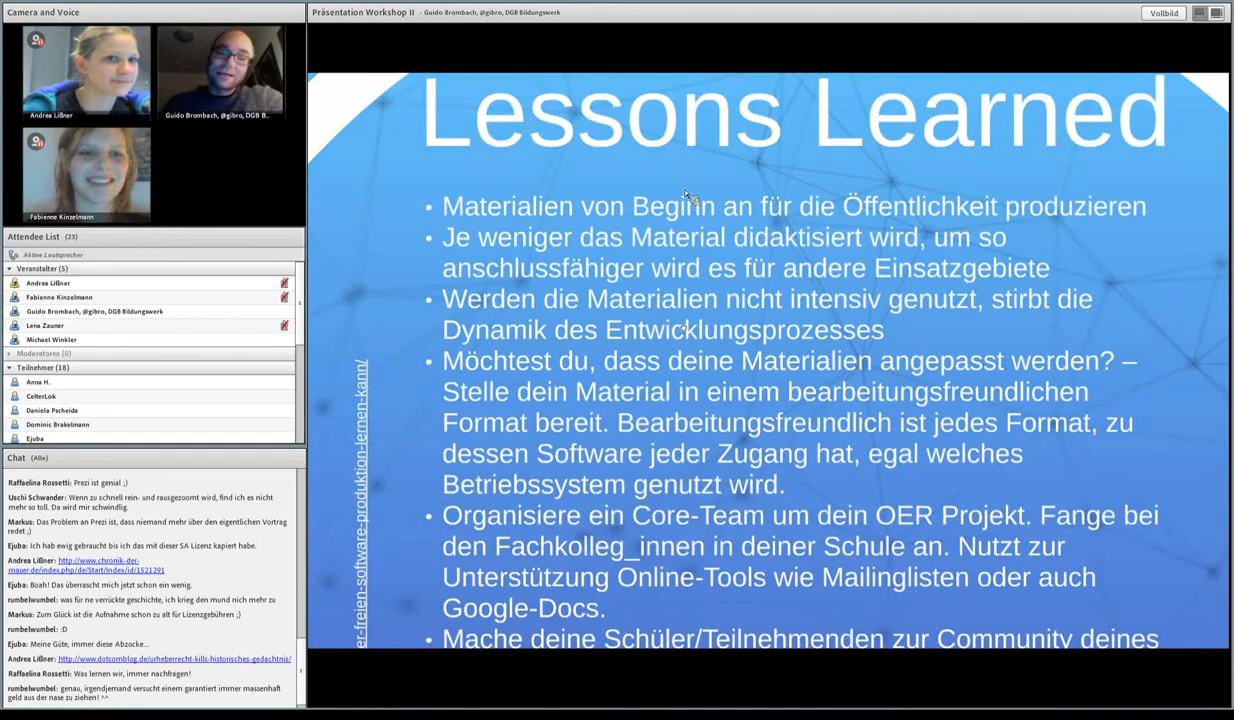 Camera and Voice
Andrea Lißner
Guido Brombach, @gibro, DGB B...
Fabienne Kinzelmann
Attendee List (23)
Aktive Lautsprecher
Veranstalter (5)
Andrea Lißner
Fabienne Kinzelmann
Guido Brombach, @gibro, DGB Bildungswerk
Lena Zauner
Michael Winkler
Moderatoren (0)
Teilnehmer (18)
Anna H.
CelterLok
Daniela Pscheida
Dominic Brakelmann
Ejuba
Chat (Alle)
Raffaelina Rossetti: Prezi ist genial ;)
Uschi Schwander: Wenn zu schnell rein- und rausgezoomt wird, find ich es nicht
mehr so toll. Da wird mir schwindlig.
Markus: Das Problem an Prezi ist, dass niemand mehr über den eigentlichen Vortrag
redet ;)
Ejuba: Ich hab ewig gebraucht bis ich das mit dieser SA Lizenz kapiert habe.
Andrea Lißner: http://www.chronik-der-
mauer.de/index.php/de/Start/Index/id/1521291
Ejuba: Boah! Das überrascht mich jetzt schon ein wenig.
rumbelwumbel: was für ne verrückte geschichte, ich krieg den mund nich mehr zu
Markus: Zum Glück ist die Aufnahme schon zu alt für Lizenzgebühren ;)
rumbelwumbel: :D
Ejuba: Meine Güte, immer diese Abzocke...
Andrea Lißner: http://www.dotcomblog.de/urheberrecht-kills-historisches-gedachtnis/
Raffaelina Rossetti: Was lernen wir, immer nachfragen!
rumbelwumbel: genau, irgendjemand versucht einem garantiert immer massenhaft
geld aus der nase zu ziehen! ^^
Präsentation Workshop II - Guido Brombach, @gibro, DGB Bildungswerk
Vollbild
Lessons Learned
• Materialien von Beginn an für die Öffentlichkeit produzieren
• Je weniger das Material didaktisiert wird, um so
anschlussfähiger wird es für andere Einsatzgebiete
• Werden die Materialien nicht intensiv genutzt, stirbt die
Dynamik des Entwicklungsprozesses
• Möchtest du, dass deine Materialien angepasst werden? –
Stelle dein Material in einem bearbeitungsfreundlichen
Format bereit. Bearbeitungsfreundlich ist jedes Format, zu
dessen Software jeder Zugang hat, egal welches
Betriebssystem genutzt wird.
• Organisiere ein Core-Team um dein OER Projekt. Fange bei
den Fachkolleg_innen in deiner Schule an. Nutzt zur
Unterstützung Online-Tools wie Mailinglisten oder auch
Google-Docs.
• Mache deine Schüler/Teilnehmenden zur Community deines
er-freien-software-produktion-lernen-kann/